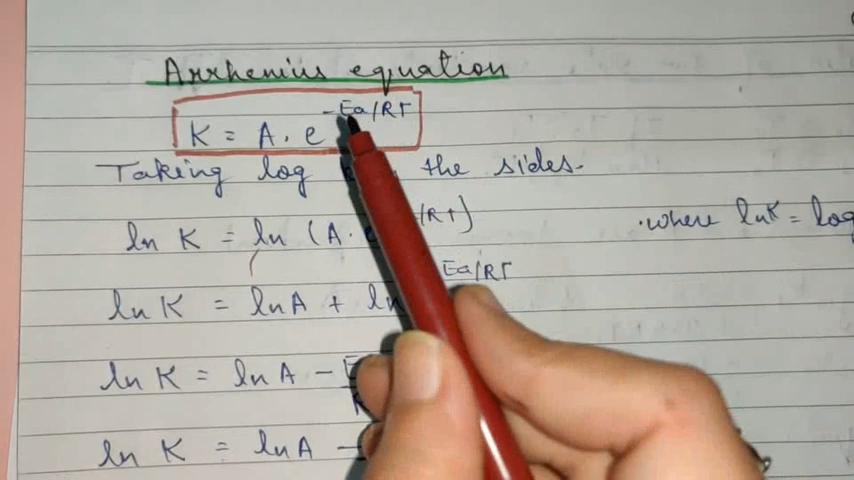 Arrhenius equation
K = A. e -Ea/RT
Taking log the sides.
ln K = ln (A. /RT)
.where lnK = log
Ea/RT
ln K = lnA + ln
ln K = lnA -
ln K = lnA -